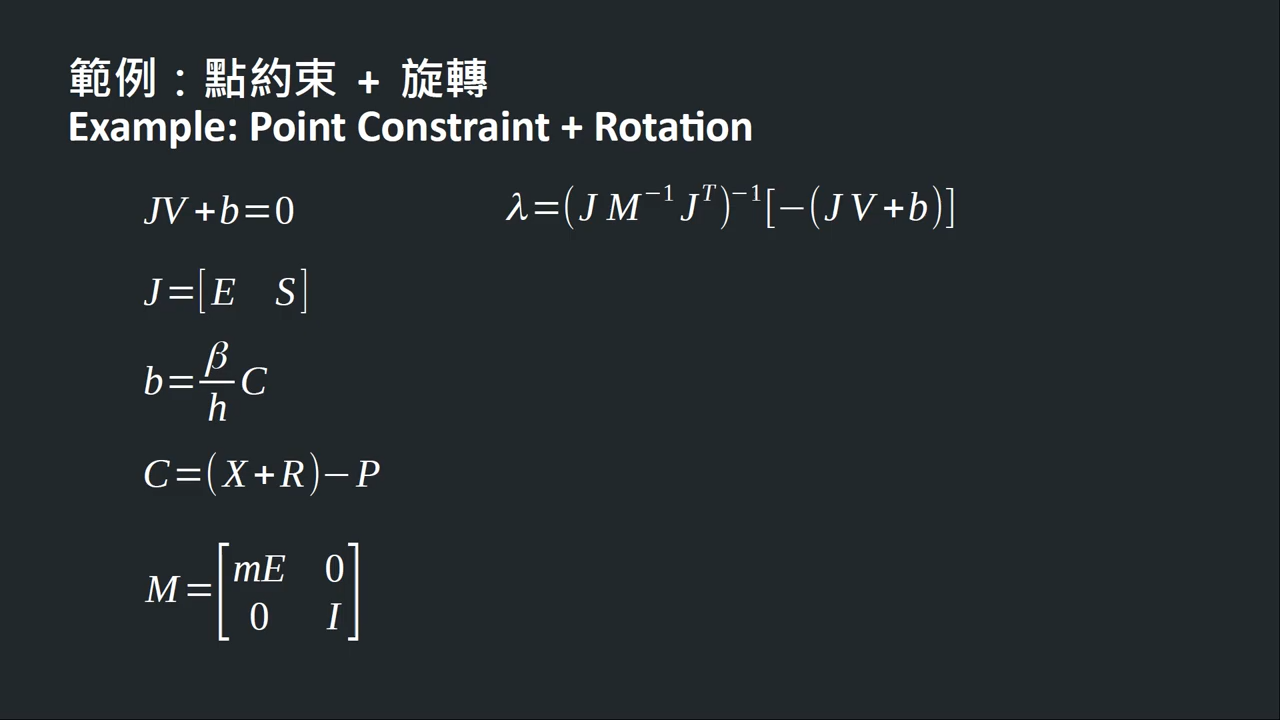 範例：點約束 + 旋轉
Example: Point Constraint + Rotation
JV+b=0
λ=(J M⁻¹ Jᵀ)⁻¹[−(J V+b)]
J=[E S]
b=β/h C
C=(X+R)−P
M=[mE 0
0 I]